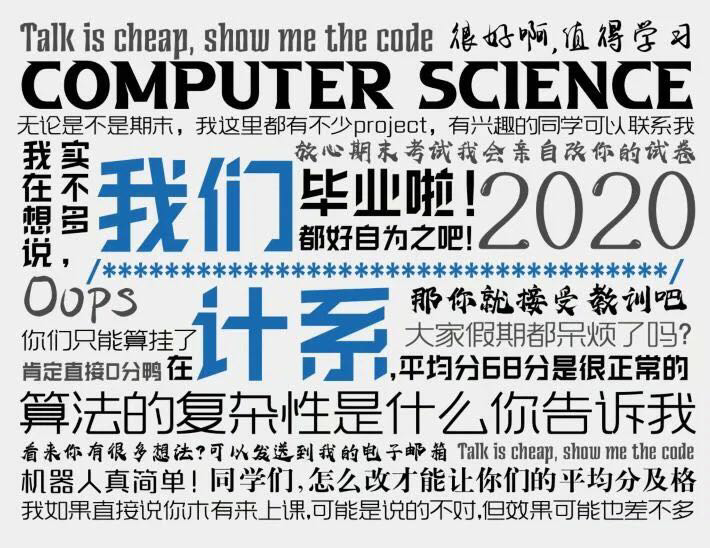 Talk is cheap, show me the code 很好啊,值得学习
COMPUTER SCIENCE
无论是不是期末，我这里都有不少project，有兴趣的同学可以联系我
实不多，
我在想说，
放心期末考试我会亲自改你的试卷
我们
毕业啦！
都好自为之吧！
2020
/**************************************/
Oops
计系
那你就接受教训吧
你们只能算挂了
大家假期都呆烦了吗？
肯定直接0分鸭 在
,平均分68分是很正常的
算法的复杂性是什么你告诉我
看来你有很多想法？可以发送到我的电子邮箱 Talk is cheap, show me the code
机器人真简单！同学们,怎么改才能让你们的平均分及格
我如果直接说你木有来上课,可能是说的不对,但效果可能也差不多